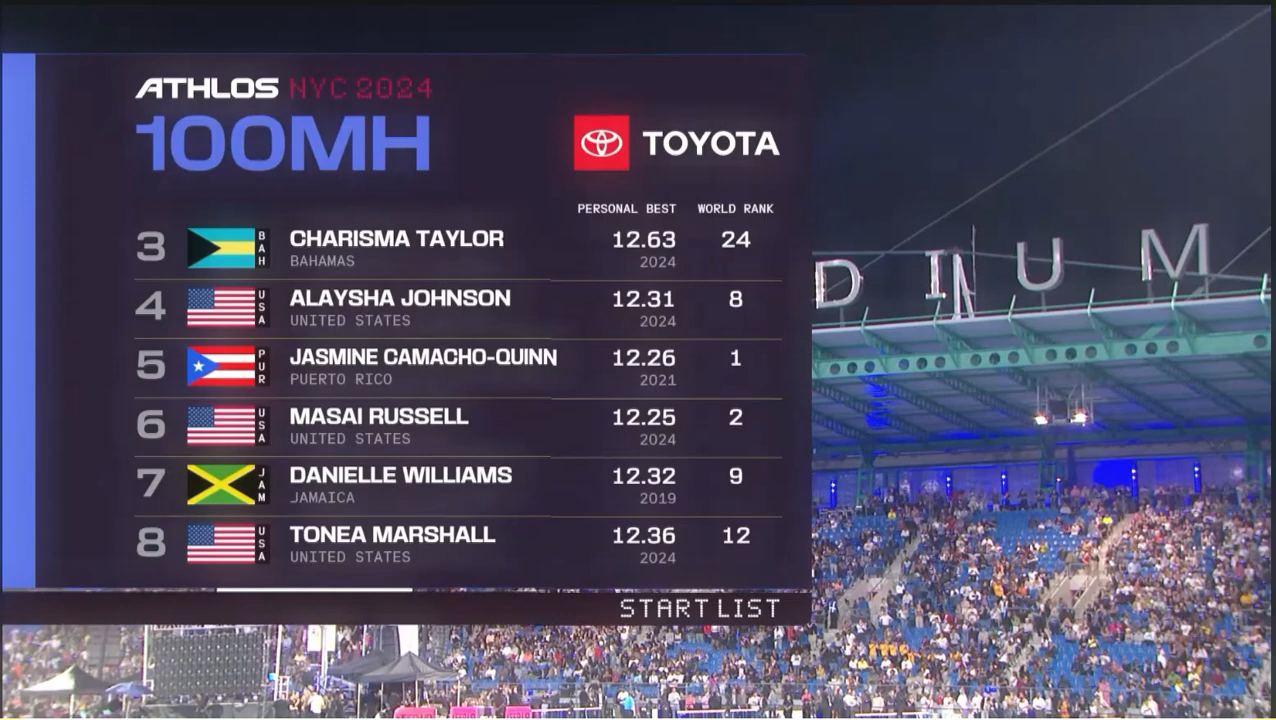 ATHLOS NYC 2024
100MH
TOYOTA
PERSONAL BEST WORLD RANK
3 BAH CHARISMA TAYLOR 12.63 24
BAHAMAS 2024
4 USA ALAYSHA JOHNSON 12.31 8
UNITED STATES 2024
5 PUR JASMINE CAMACHO-QUINN 12.26 1
PUERTO RICO 2021
6 USA MASAI RUSSELL 12.25 2
UNITED STATES 2024
7 JAM DANIELLE WILLIAMS 12.32 9
JAMAICA 2019
8 USA TONEA MARSHALL 12.36 12
UNITED STATES 2024
START LIST
D I N U M